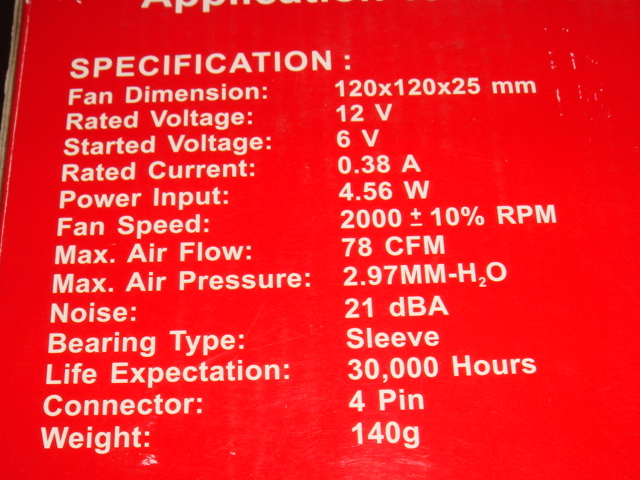 Application
SPECIFICATION :
Fan Dimension: 120x120x25 mm
Rated Voltage: 12 V
Started Voltage: 6 V
Rated Current: 0.38 A
Power Input: 4.56 W
Fan Speed: 2000 ± 10% RPM
Max. Air Flow: 78 CFM
Max. Air Pressure: 2.97MM-H₂O
Noise: 21 dBA
Bearing Type: Sleeve
Life Expectation: 30,000 Hours
Connector: 4 Pin
Weight: 140g